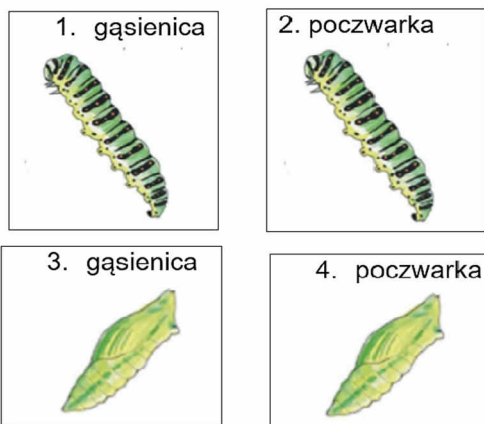 1. gąsienica
2. poczwarka
3. gąsienica
4. poczwarka